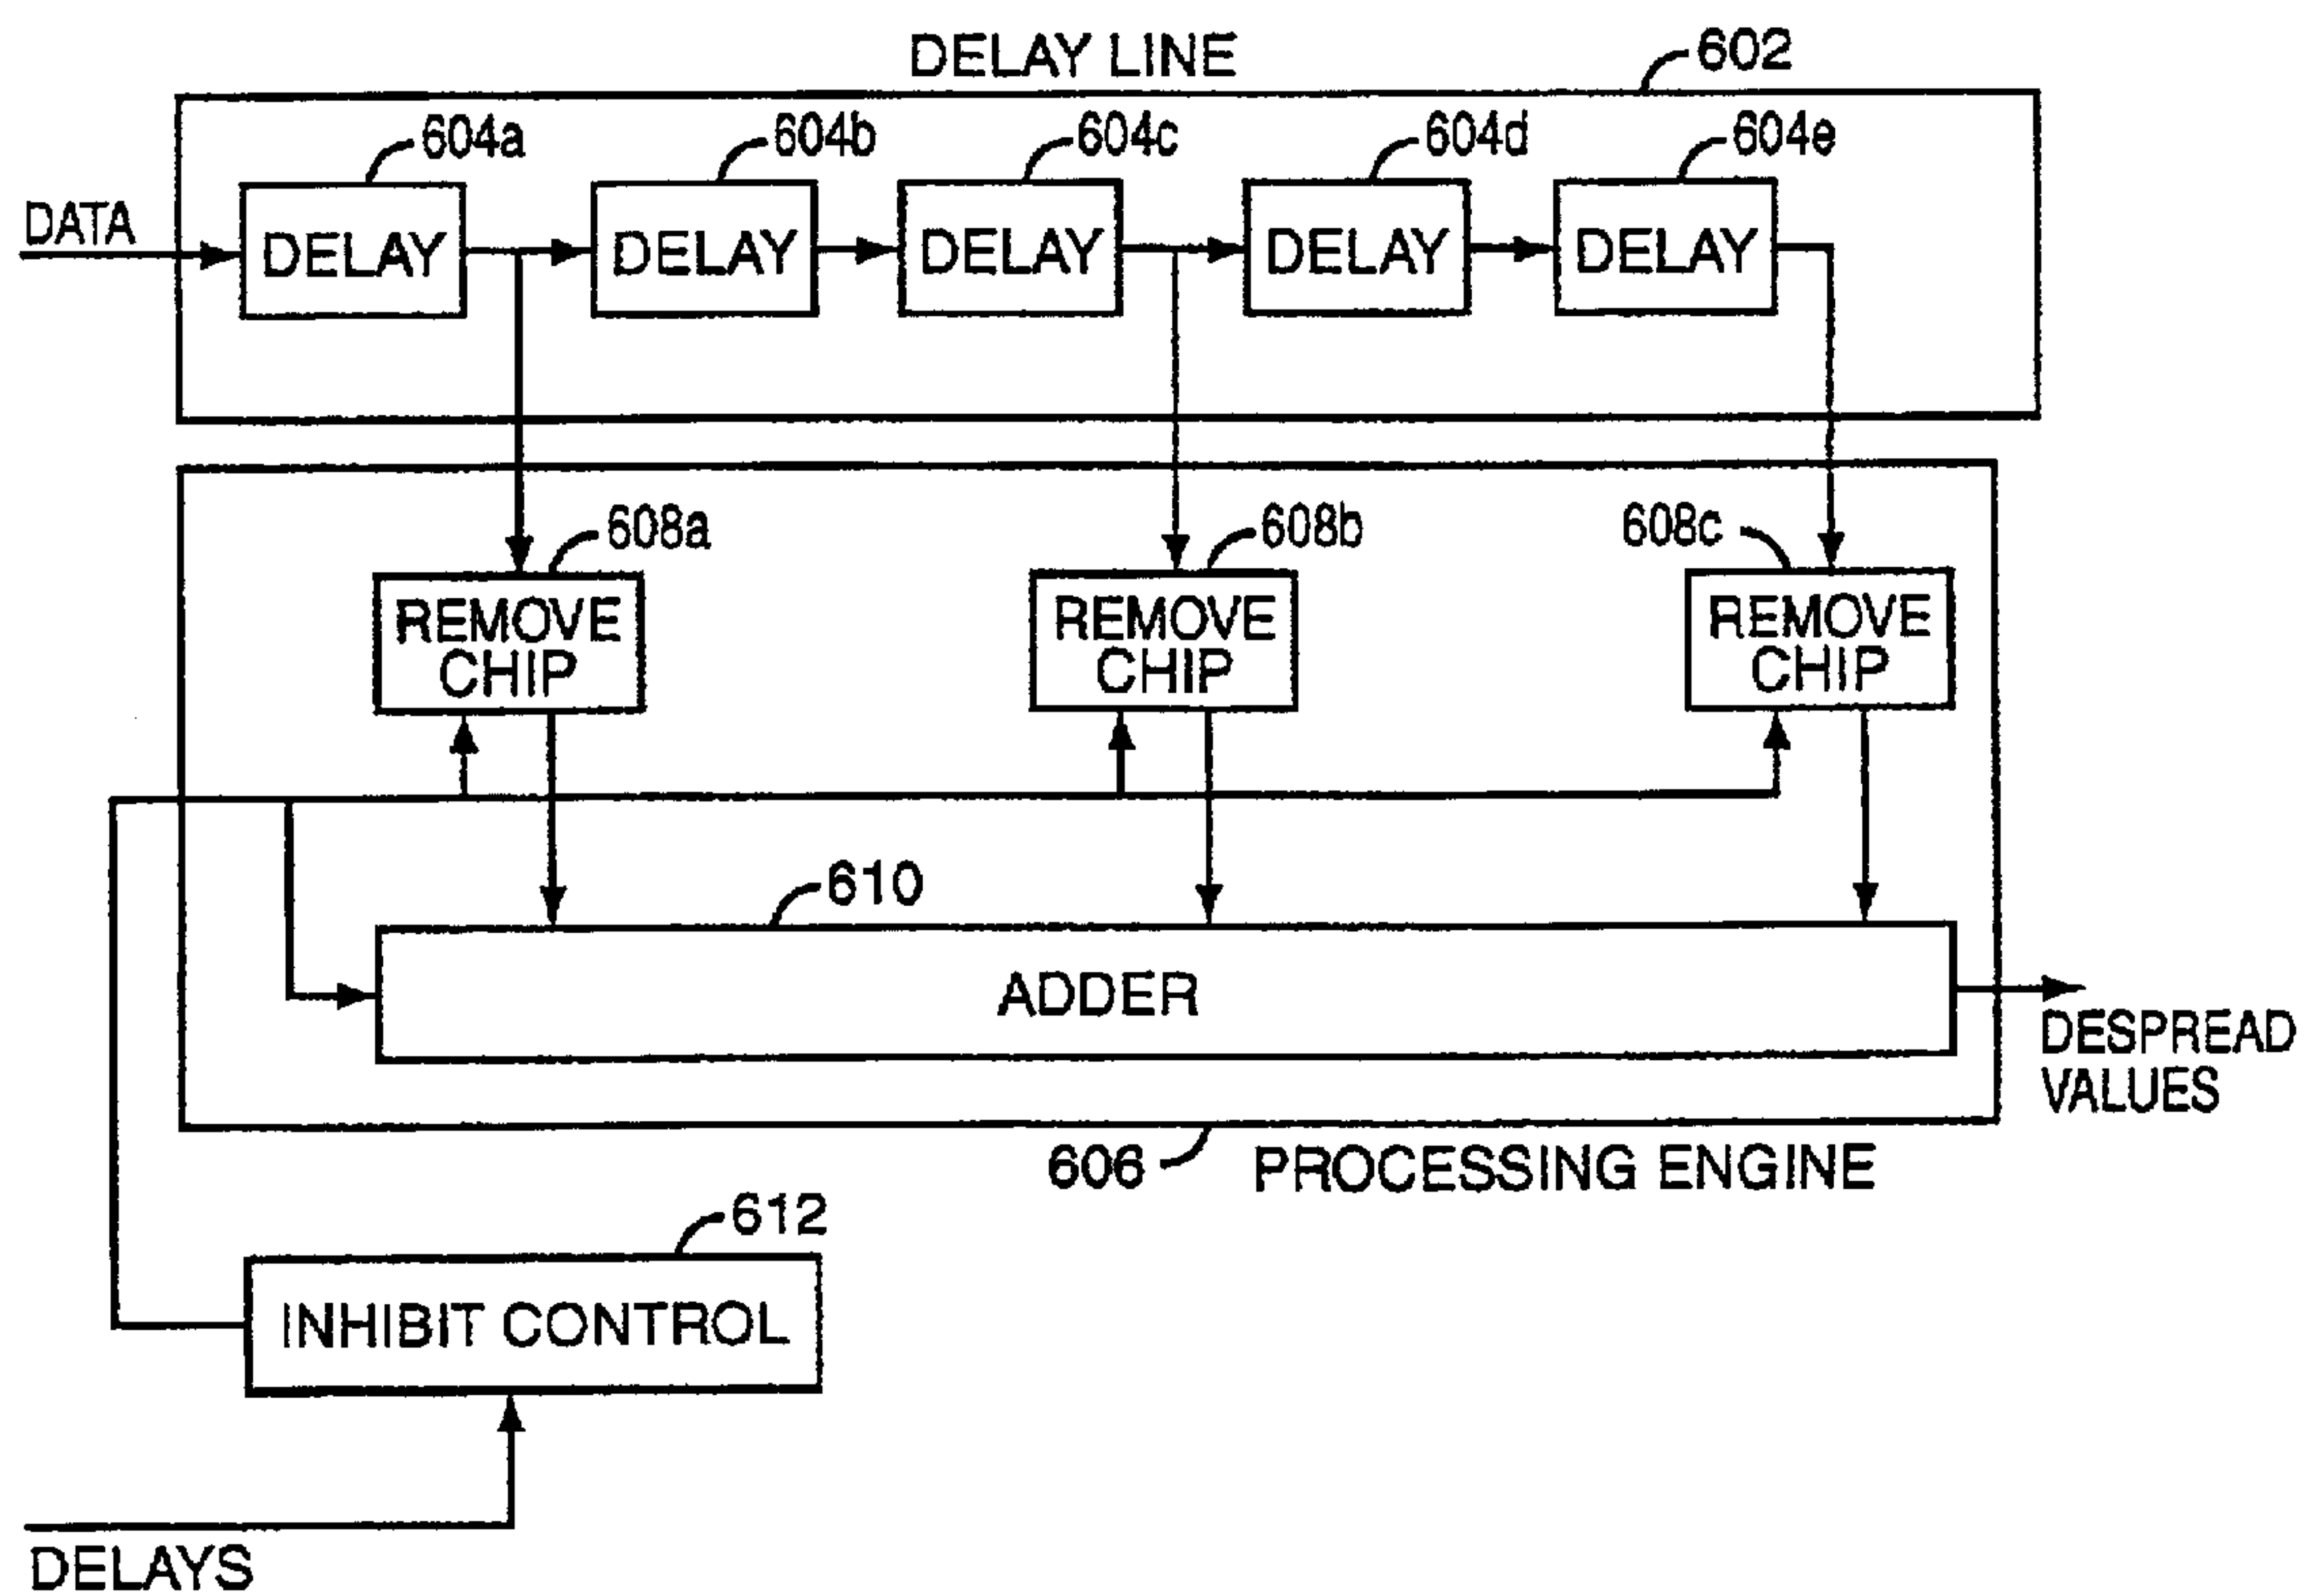 DELAY LINE
602
604a
604b
604c
604d
604e
DATA
DELAY
DELAY
DELAY
DELAY
DELAY
608a
608b
608c
REMOVE
CHIP
REMOVE
CHIP
REMOVE
CHIP
610
ADDER
DESPREAD
VALUES
606
PROCESSING ENGINE
612
INHIBIT CONTROL
DELAYS